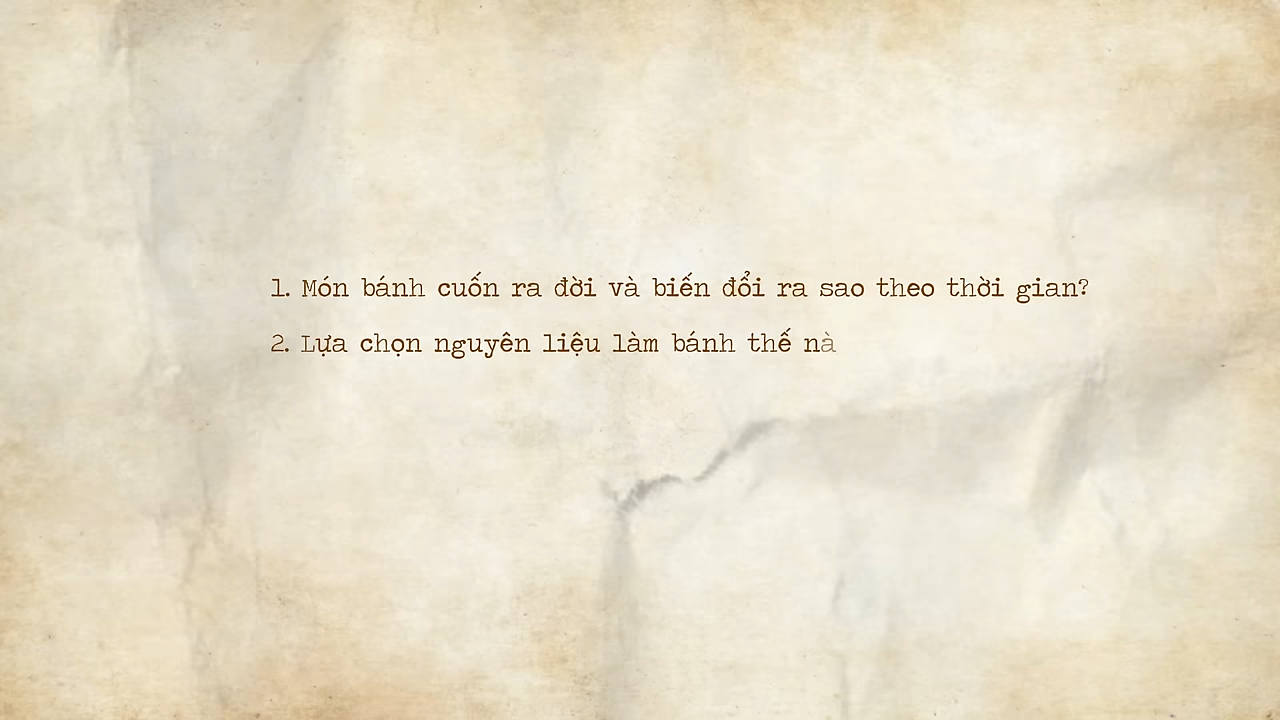 1. Món bánh cuốn ra đời và biến đổi ra sao theo thời gian?
2. Lựa chọn nguyên liệu làm bánh thế nà